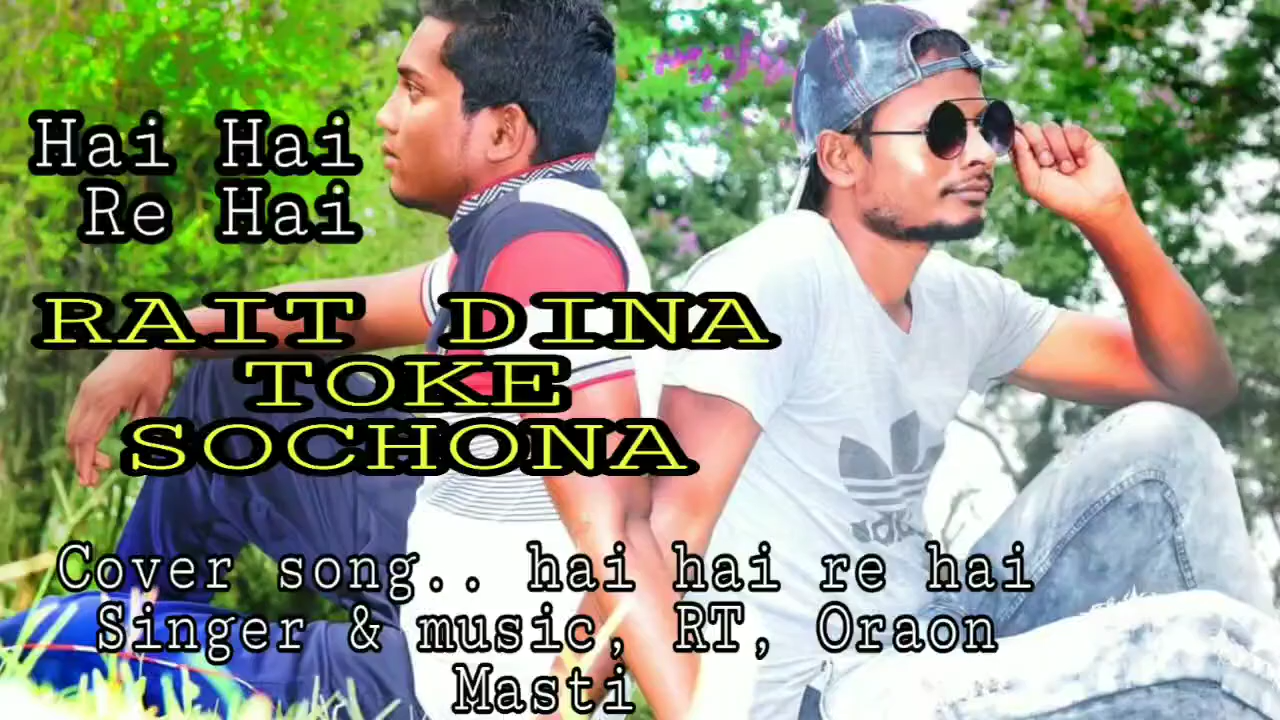 Hai Hai
Re Hai
RAIT DINA
TOKE
SOCHONA
Cover song.. hai hai re hai
Singer & music, RT, Oraon
Masti